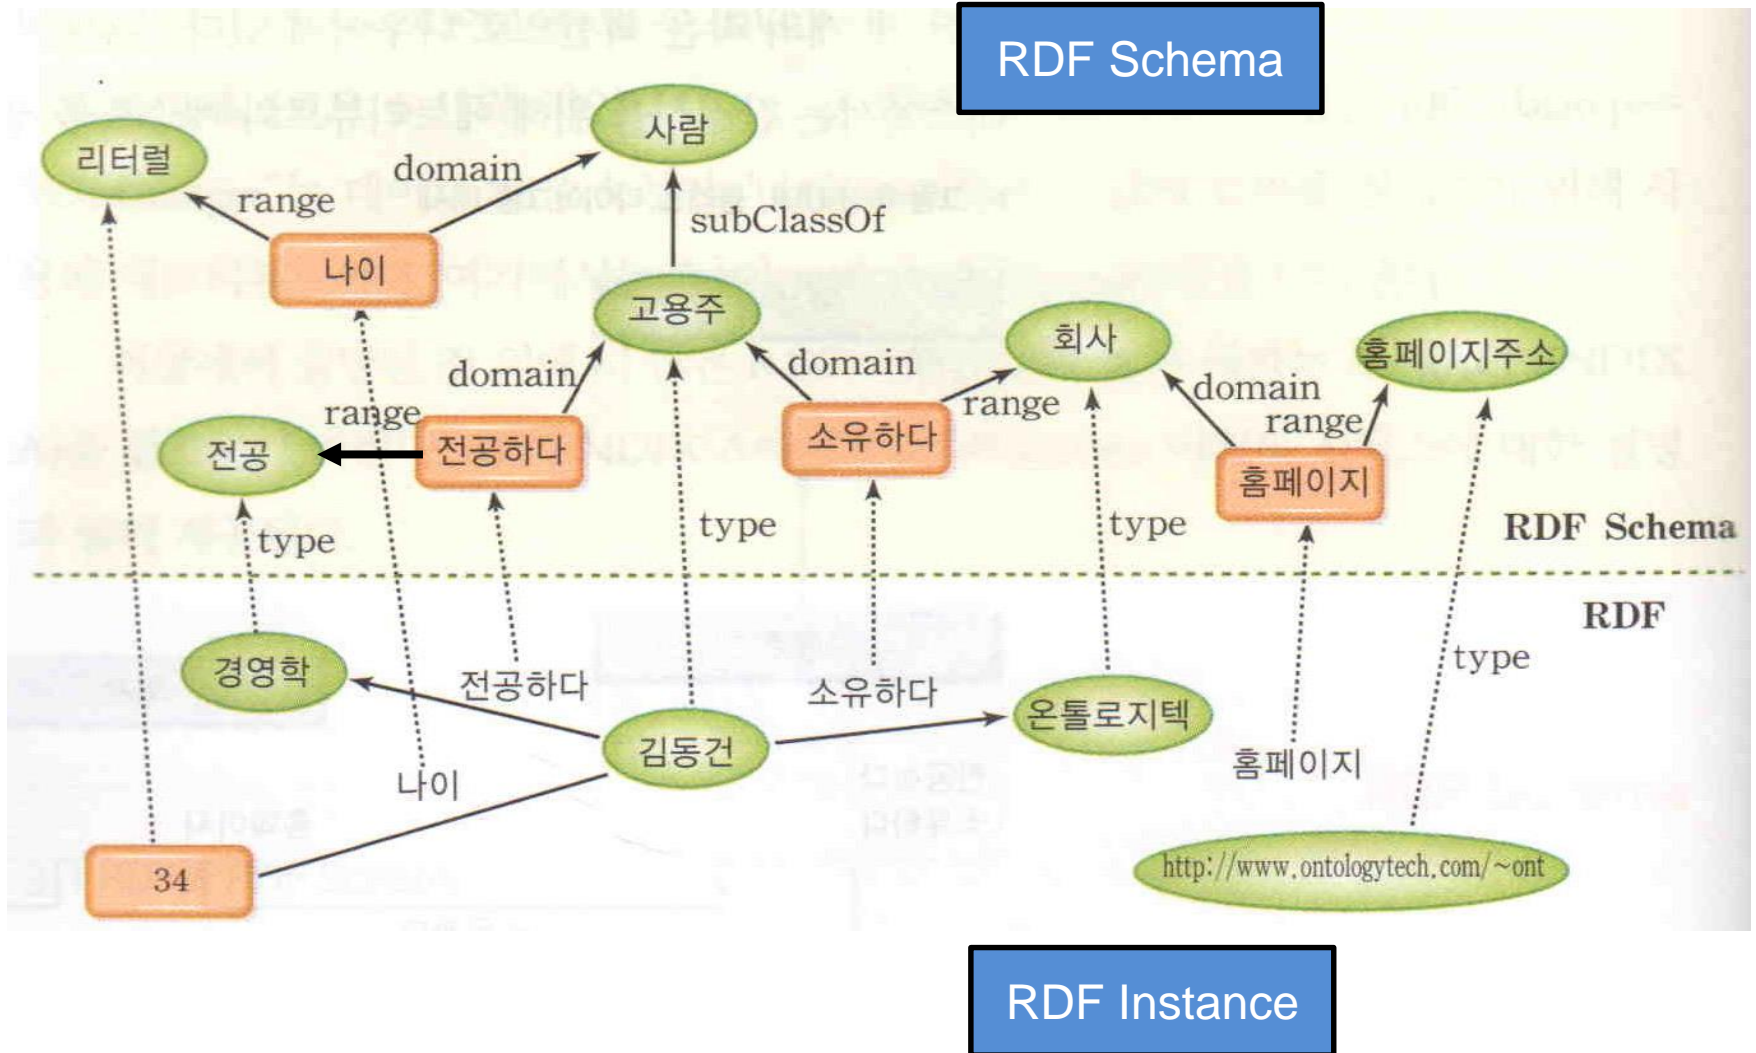 RDF Schema
사람
리터럴
domain
range
subClassOf
나이
고용주
회사
홈페이지주소
domain
domain
domain
range
range
range
전공
전공하다
소유하다
홈페이지
type
type
type
RDF Schema
RDF
경영학
전공하다
소유하다
type
온톨로지텍
김동건
나이
홈페이지
34
http://www.ontologytech.com/~ont
RDF Instance